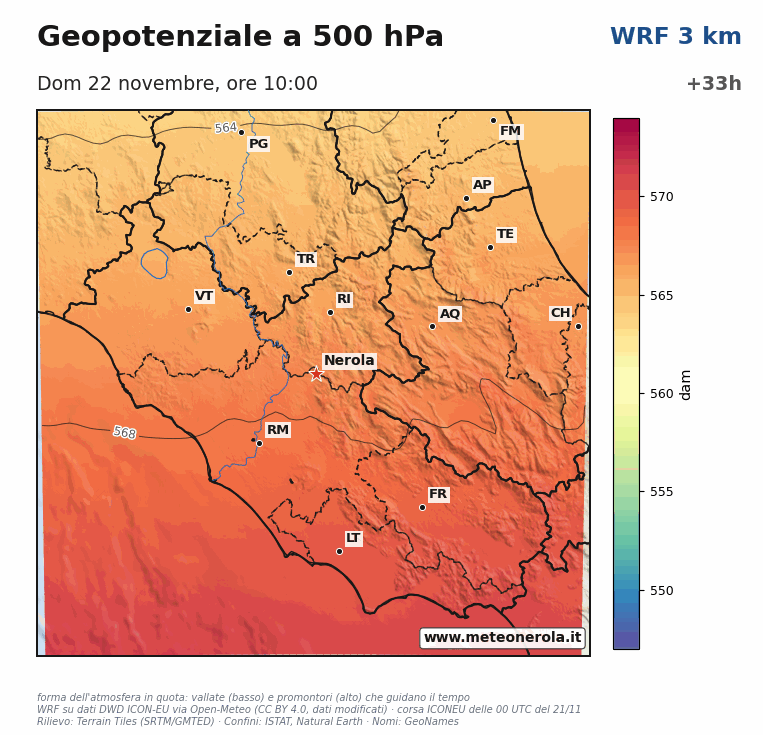 Geopotenziale a 500 hPa
WRF 3 km
Dom 22 novembre, ore 10:00
+33h
564
PG
FM
AP
TE
TR
VT
RI
AQ
CH
Nerola
568
RM
FR
LT
www.meteonerola.it
570
565
560
555
550
dam
forma dell'atmosfera in quota: vallate (basso) e promontori (alto) che guidano il tempo
WRF su dati DWD ICON-EU via Open-Meteo (CC BY 4.0, dati modificati) · corsa ICONEU delle 00 UTC del 21/11
Rilievo: Terrain Tiles (SRTM/GMTED) · Confini: ISTAT, Natural Earth · Nomi: GeoNames